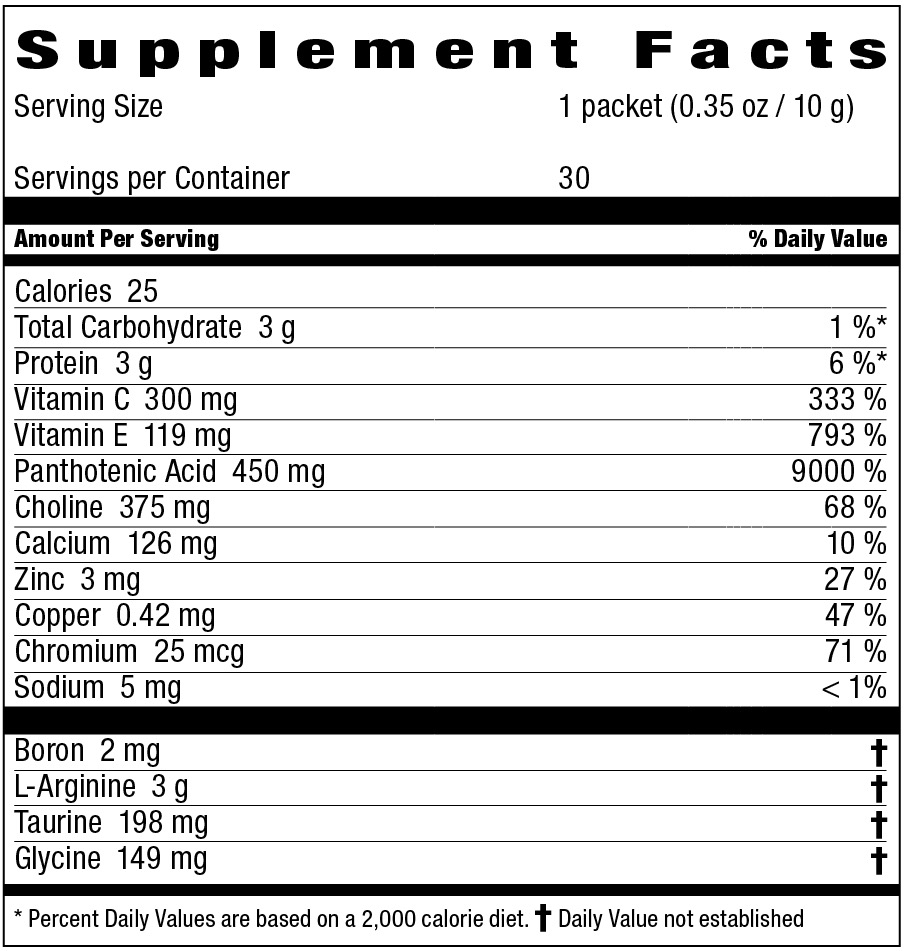 Supplement Facts
Serving Size 1 packet (0.35 oz / 10 g)
Servings per Container 30
Amount Per Serving % Daily Value
Calories 25
Total Carbohydrate 3 g 1 %*
Protein 3 g 6 %*
Vitamin C 300 mg 333 %
Vitamin E 119 mg 793 %
Panthotenic Acid 450 mg 9000 %
Choline 375 mg 68 %
Calcium 126 mg 10 %
Zinc 3 mg 27 %
Copper 0.42 mg 47 %
Chromium 25 mcg 71 %
Sodium 5 mg < 1%
Boron 2 mg †
L-Arginine 3 g †
Taurine 198 mg †
Glycine 149 mg †
* Percent Daily Values are based on a 2,000 calorie diet. † Daily Value not established